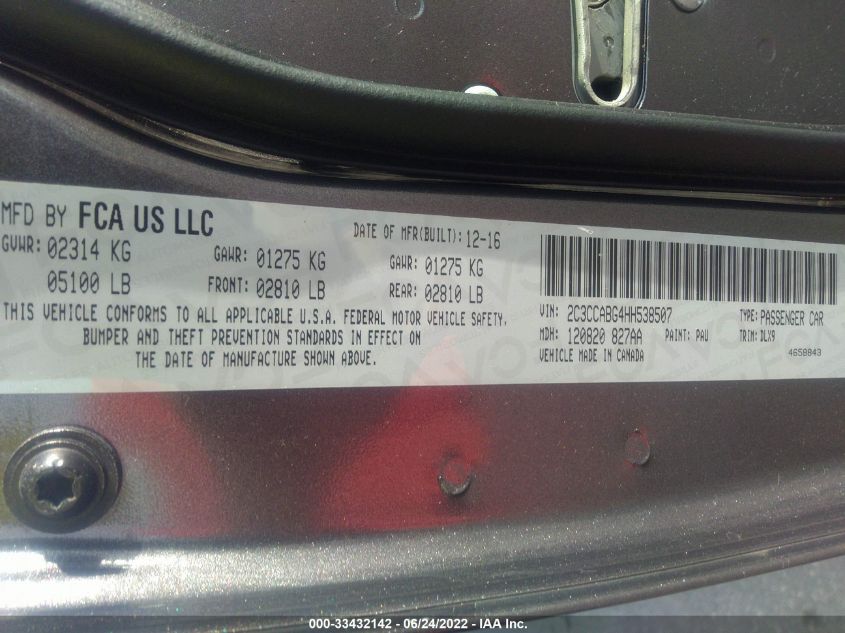 MFD BY FCA US LLC
DATE OF MFR(BUILT): 12-16
GVWR: 02314 KG
GAWR: 01275 KG
GAWR: 01275 KG
05100 LB
FRONT: 02810 LB
REAR: 02810 LB
THIS VEHICLE CONFORMS TO ALL APPLICABLE U.S.A. FEDERAL MOTOR VEHICLE SAFETY,
BUMPER AND THEFT PREVENTION STANDARDS IN EFFECT ON
THE DATE OF MANUFACTURE SHOWN ABOVE.
VIN: 2C3CCABG4HH538507
TYPE: PASSENGER CAR
MDH: 120820 827AA
PAINT: PAU
TRIM: DLX9
VEHICLE MADE IN CANADA
4658843
000-33432142 - 06/24/2022 - IAA Inc.